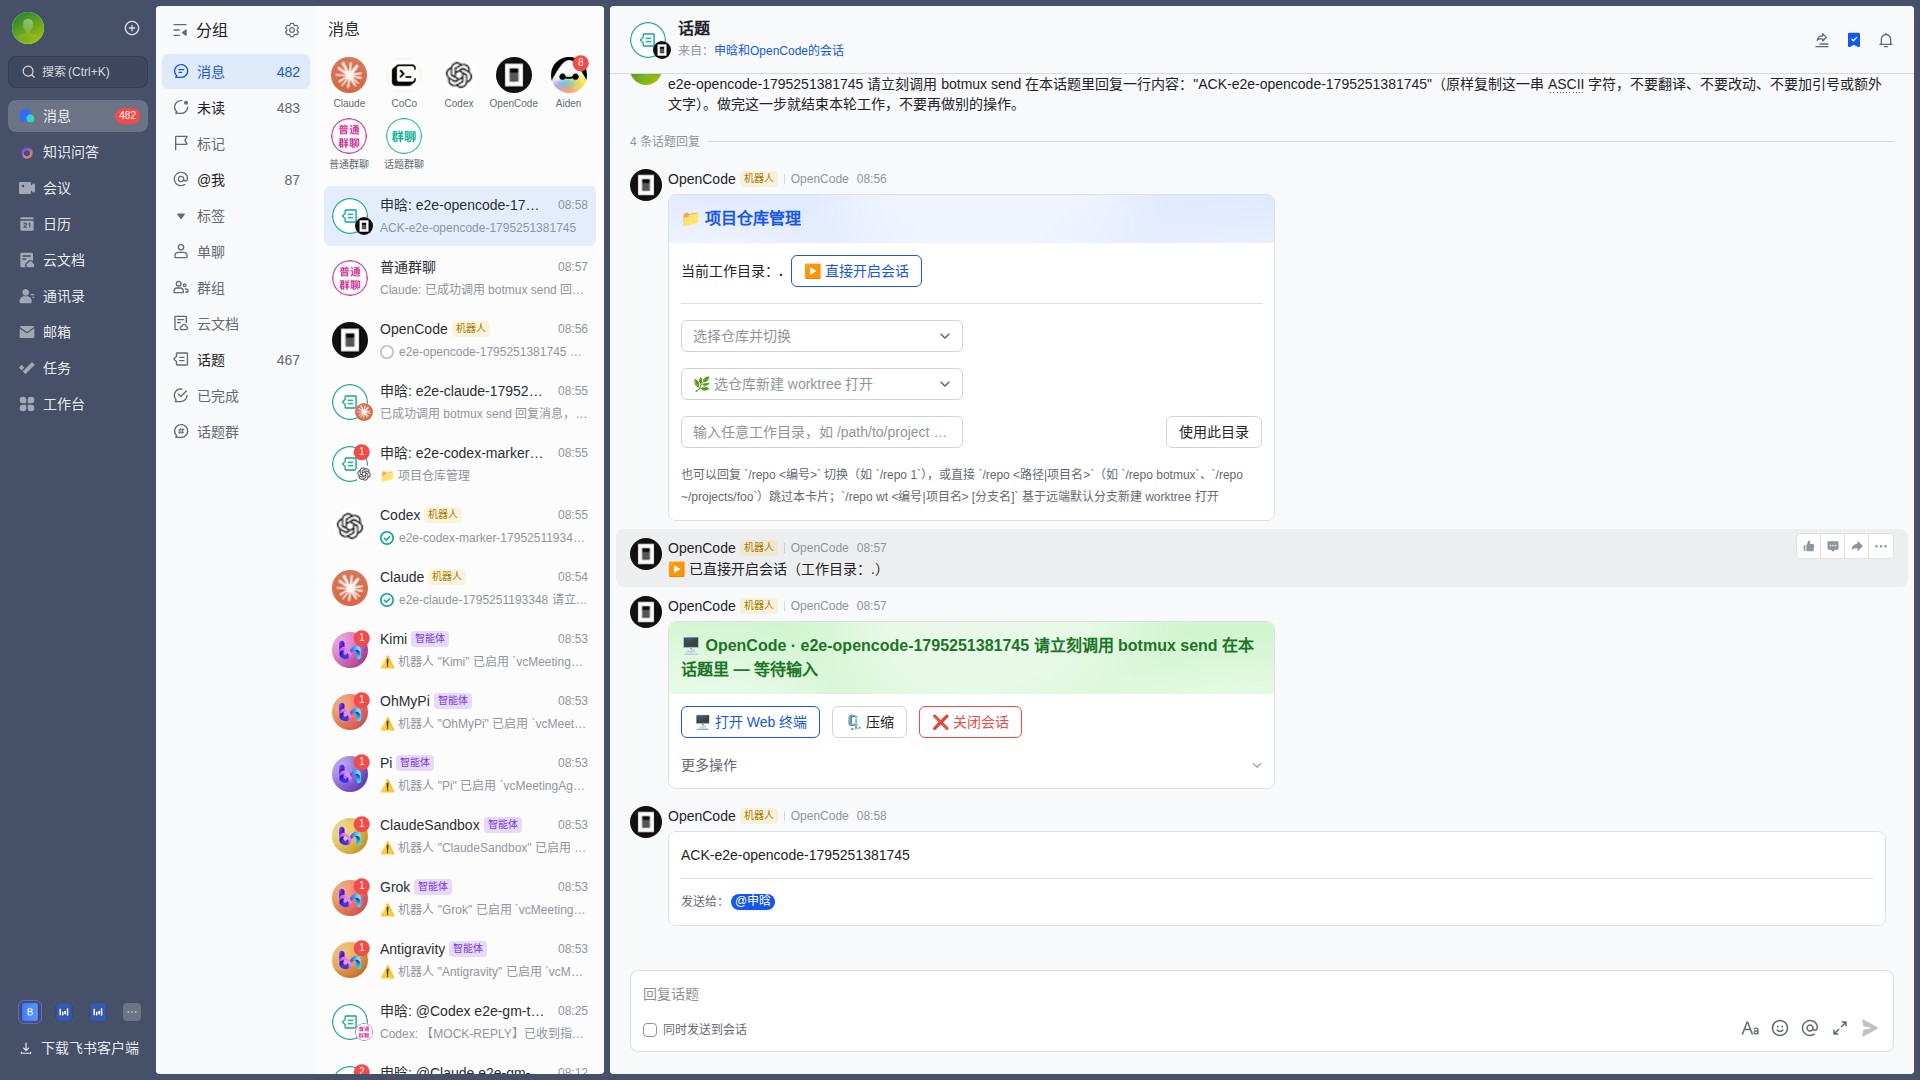 搜索 (Ctrl+K)
消息 482
知识问答
会议
日历
云文档
通讯录
邮箱
任务
工作台
下载飞书客户端
分组
消息 482
未读 483
标记
@我 87
标签
单聊
群组
云文档
话题 467
已完成
话题群
消息
Claude CoCo Codex OpenCode Aiden 8
普通群聊 群聊
普通群聊 话题群聊
申晗: e2e-opencode-17... 08:58
ACK-e2e-opencode-1795251381745
普通群聊 08:57
Claude: 已成功调用 botmux send 回...
OpenCode 机器人 08:56
e2e-opencode-1795251381745 ...
申晗: e2e-claude-17952... 08:55
已成功调用 botmux send 回复消息，...
申晗: e2e-codex-marker... 08:55
1
项目仓库管理
Codex 机器人 08:55
e2e-codex-marker-17952511934...
Claude 机器人 08:54
e2e-claude-1795251193348 请立...
Kimi 智能体 08:53
1
机器人 "Kimi" 已启用 `vcMeeting...
OhMyPi 智能体 08:53
1
机器人 "OhMyPi" 已启用 `vcMeet...
Pi 智能体 08:53
1
机器人 "Pi" 已启用 `vcMeetingAg...
ClaudeSandbox 智能体 08:53
1
机器人 "ClaudeSandbox" 已启用 ...
Grok 智能体 08:53
1
机器人 "Grok" 已启用 `vcMeeting...
Antigravity 智能体 08:53
1
机器人 "Antigravity" 已启用 `vcM...
申晗: @Codex e2e-gm-t... 08:25
Codex: 【MOCK-REPLY】已收到指...
申晗: @Claude e2e-gm-... 08:12
2
话题
来自：申晗和OpenCode的会话
e2e-opencode-1795251381745 请立刻调用 botmux send 在本话题里回复一行内容："ACK-e2e-opencode-1795251381745"（原样复制这一串 ASCII 字符，不要翻译、不要改动、不要加引号或额外
文字）。做完这一步就结束本轮工作，不要再做别的操作。
4 条话题回复
OpenCode 机器人 OpenCode 08:56
项目仓库管理
当前工作目录：. 直接开启会话
选择仓库并切换
选仓库新建 worktree 打开
输入任意工作目录，如 /path/to/project ... 使用此目录
也可以回复 `/repo <编号>` 切换（如 `/repo 1`），或直接 `/repo <路径|项目名>`（如 `/repo botmux`、`/repo
~/projects/foo`）跳过本卡片；`/repo wt <编号|项目名> [分支名]` 基于远端默认分支新建 worktree 打开
OpenCode 机器人 OpenCode 08:57
已直接开启会话（工作目录：.）
OpenCode 机器人 OpenCode 08:57
OpenCode · e2e-opencode-1795251381745 请立刻调用 botmux send 在本
话题里 — 等待输入
打开 Web 终端 压缩 关闭会话
更多操作
OpenCode 机器人 OpenCode 08:58
ACK-e2e-opencode-1795251381745
发送给：@申晗
回复话题
同时发送到会话